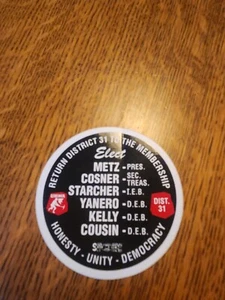 RETURN DISTRICT 31 TO THE MEMBERSHIP
Elect
METZ - PRES.
COSNER - SEC. TREAS.
STARCHER - I.E.B.
YANERO - D.E.B.
DIST. 31
KELLY - D.E.B.
COUSIN - D.E.B.
HONESTY - UNITY - DEMOCRACY